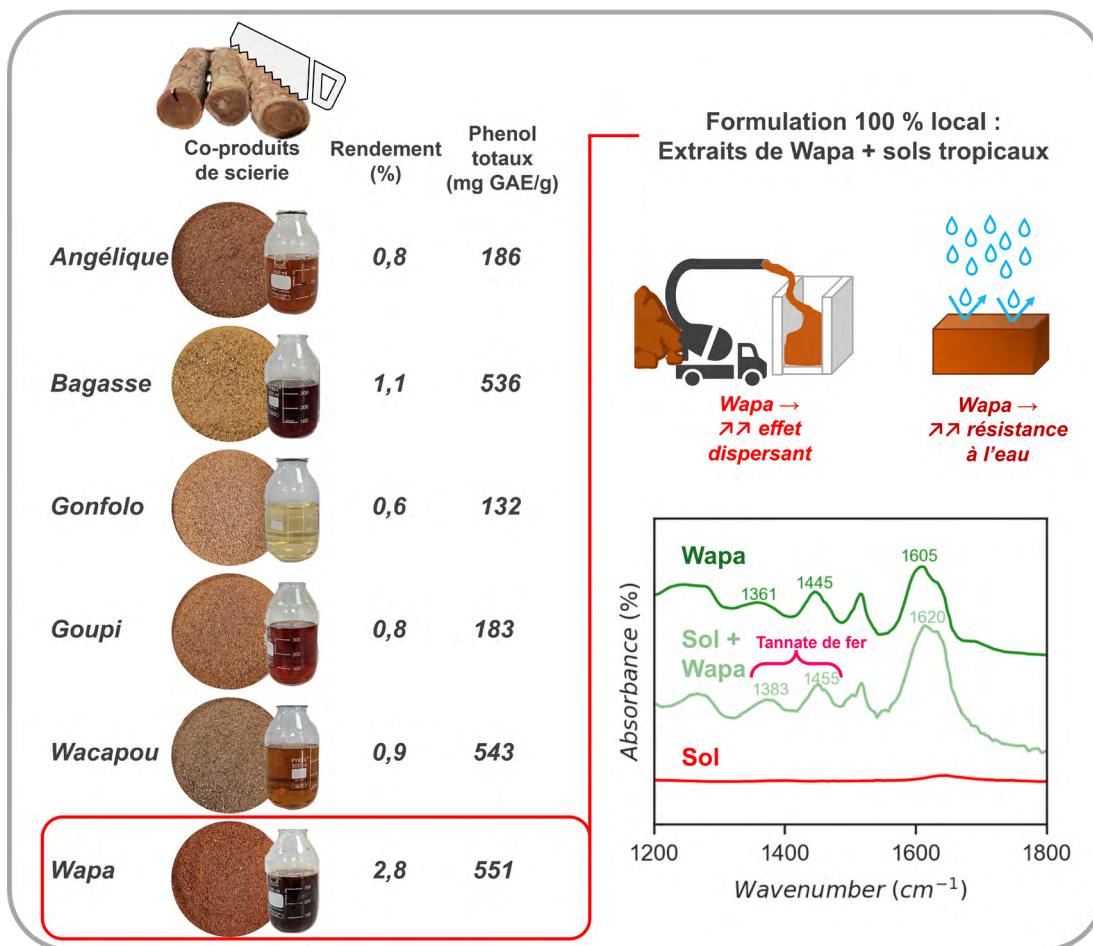 Co-produits
de scierie
Rendement
(%)
Phenol
totaux
(mg GAE/g)
Angélique 0,8 186
Bagasse 1,1 536
Gonfolo 0,6 132
Goupi 0,8 183
Wacapou 0,9 543
Wapa 2,8 551
Formulation 100 % local :
Extraits de Wapa + sols tropicaux
Wapa →
↗↗ effet
dispersant
Wapa →
↗↗ résistance
à l'eau
Wapa
1361
1445
1605
Sol +
Wapa
Tannate de fer
1383
1455
1620
Sol
Absorbance (%)
1200 1400 1600 1800
Wavenumber (cm⁻¹)